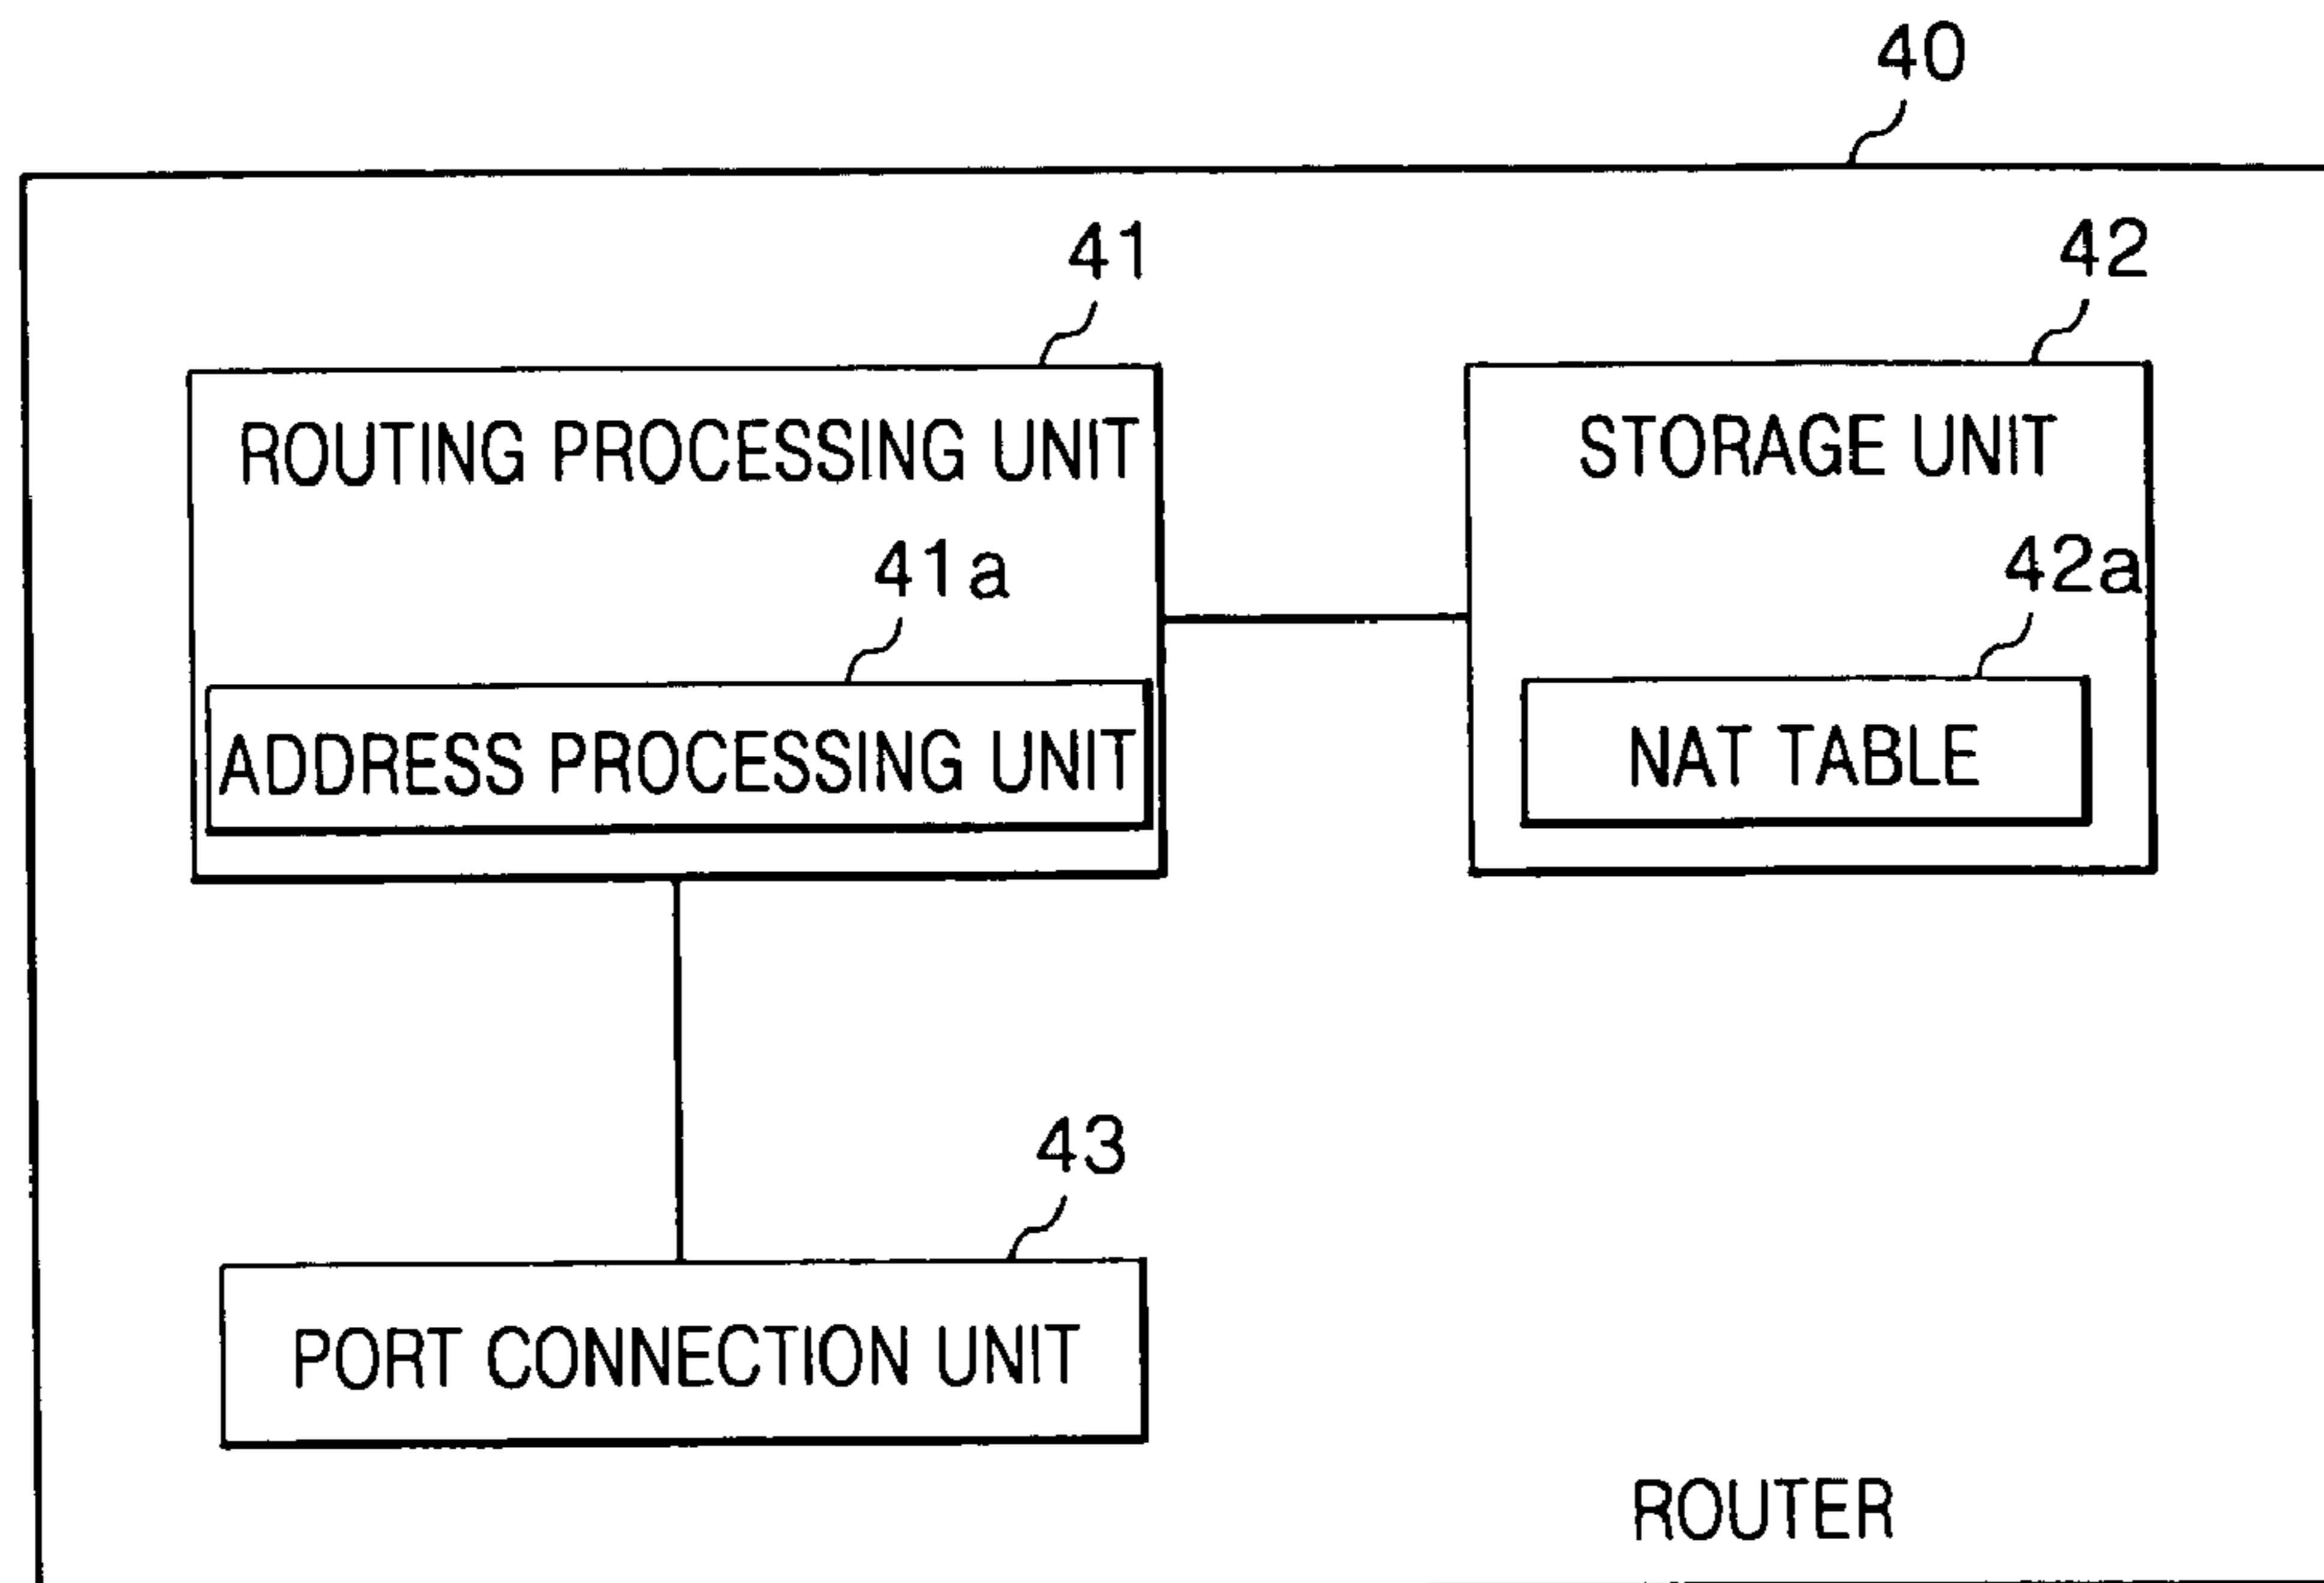 40
41
42
ROUTING PROCESSING UNIT
STORAGE UNIT
41a
42a
ADDRESS PROCESSING UNIT
NAT TABLE
43
PORT CONNECTION UNIT
ROUTER